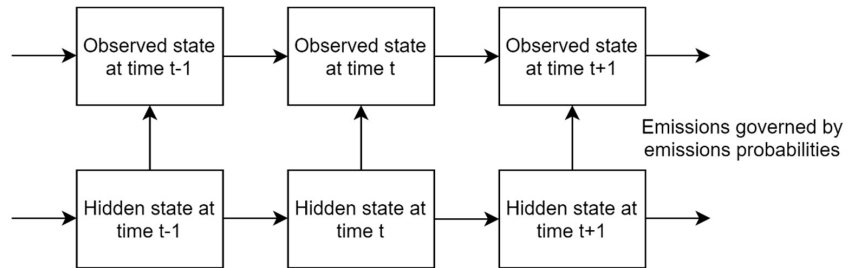 Observed state
at time t-1
Observed state
at time t
Observed state
at time t+1
Emissions governed by
emissions probabilities
Hidden state at
time t-1
Hidden state at
time t
Hidden state at
time t+1